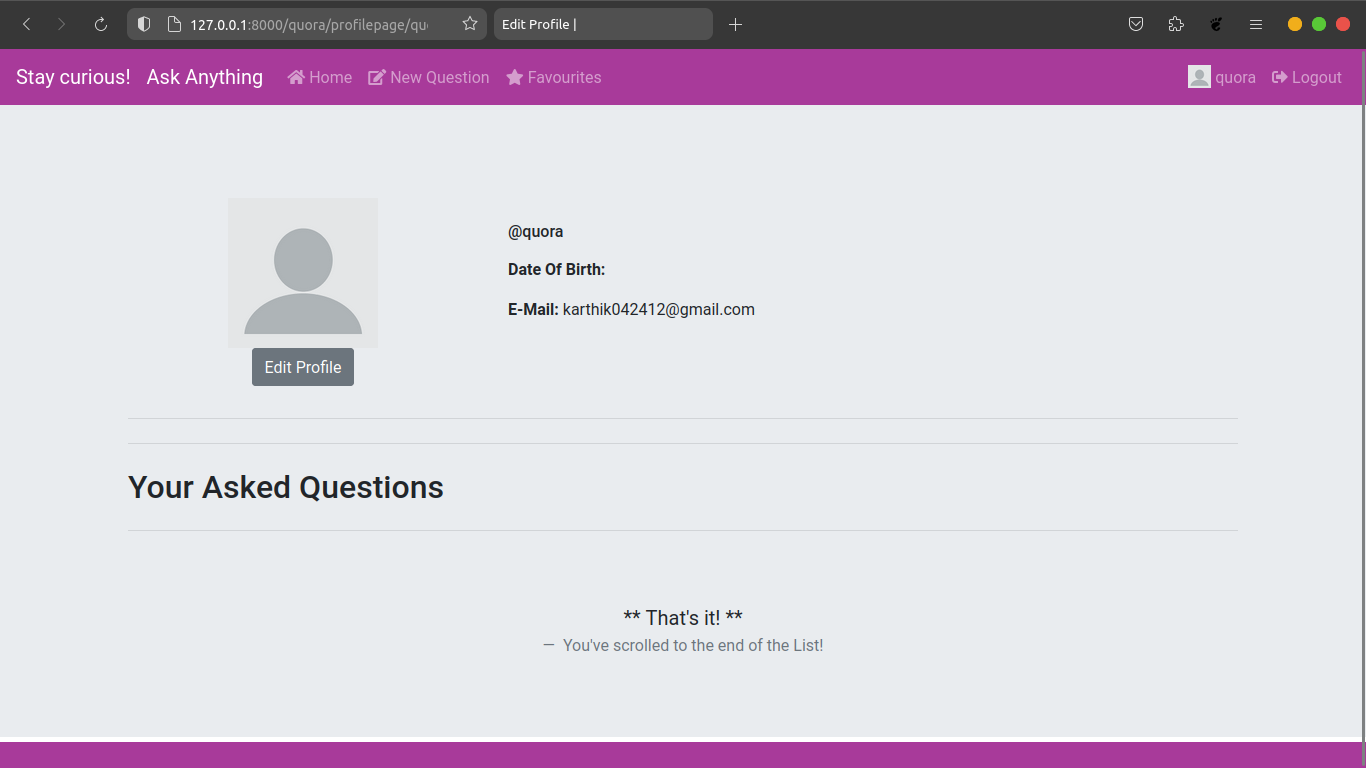 127.0.0.1:8000/quora/profilepage/qu
Edit Profile |
Stay curious! Ask Anything Home New Question Favourites quora Logout
@quora
Date Of Birth:
E-Mail: karthik042412@gmail.com
Edit Profile
Your Asked Questions
** That's it! **
— You've scrolled to the end of the List!